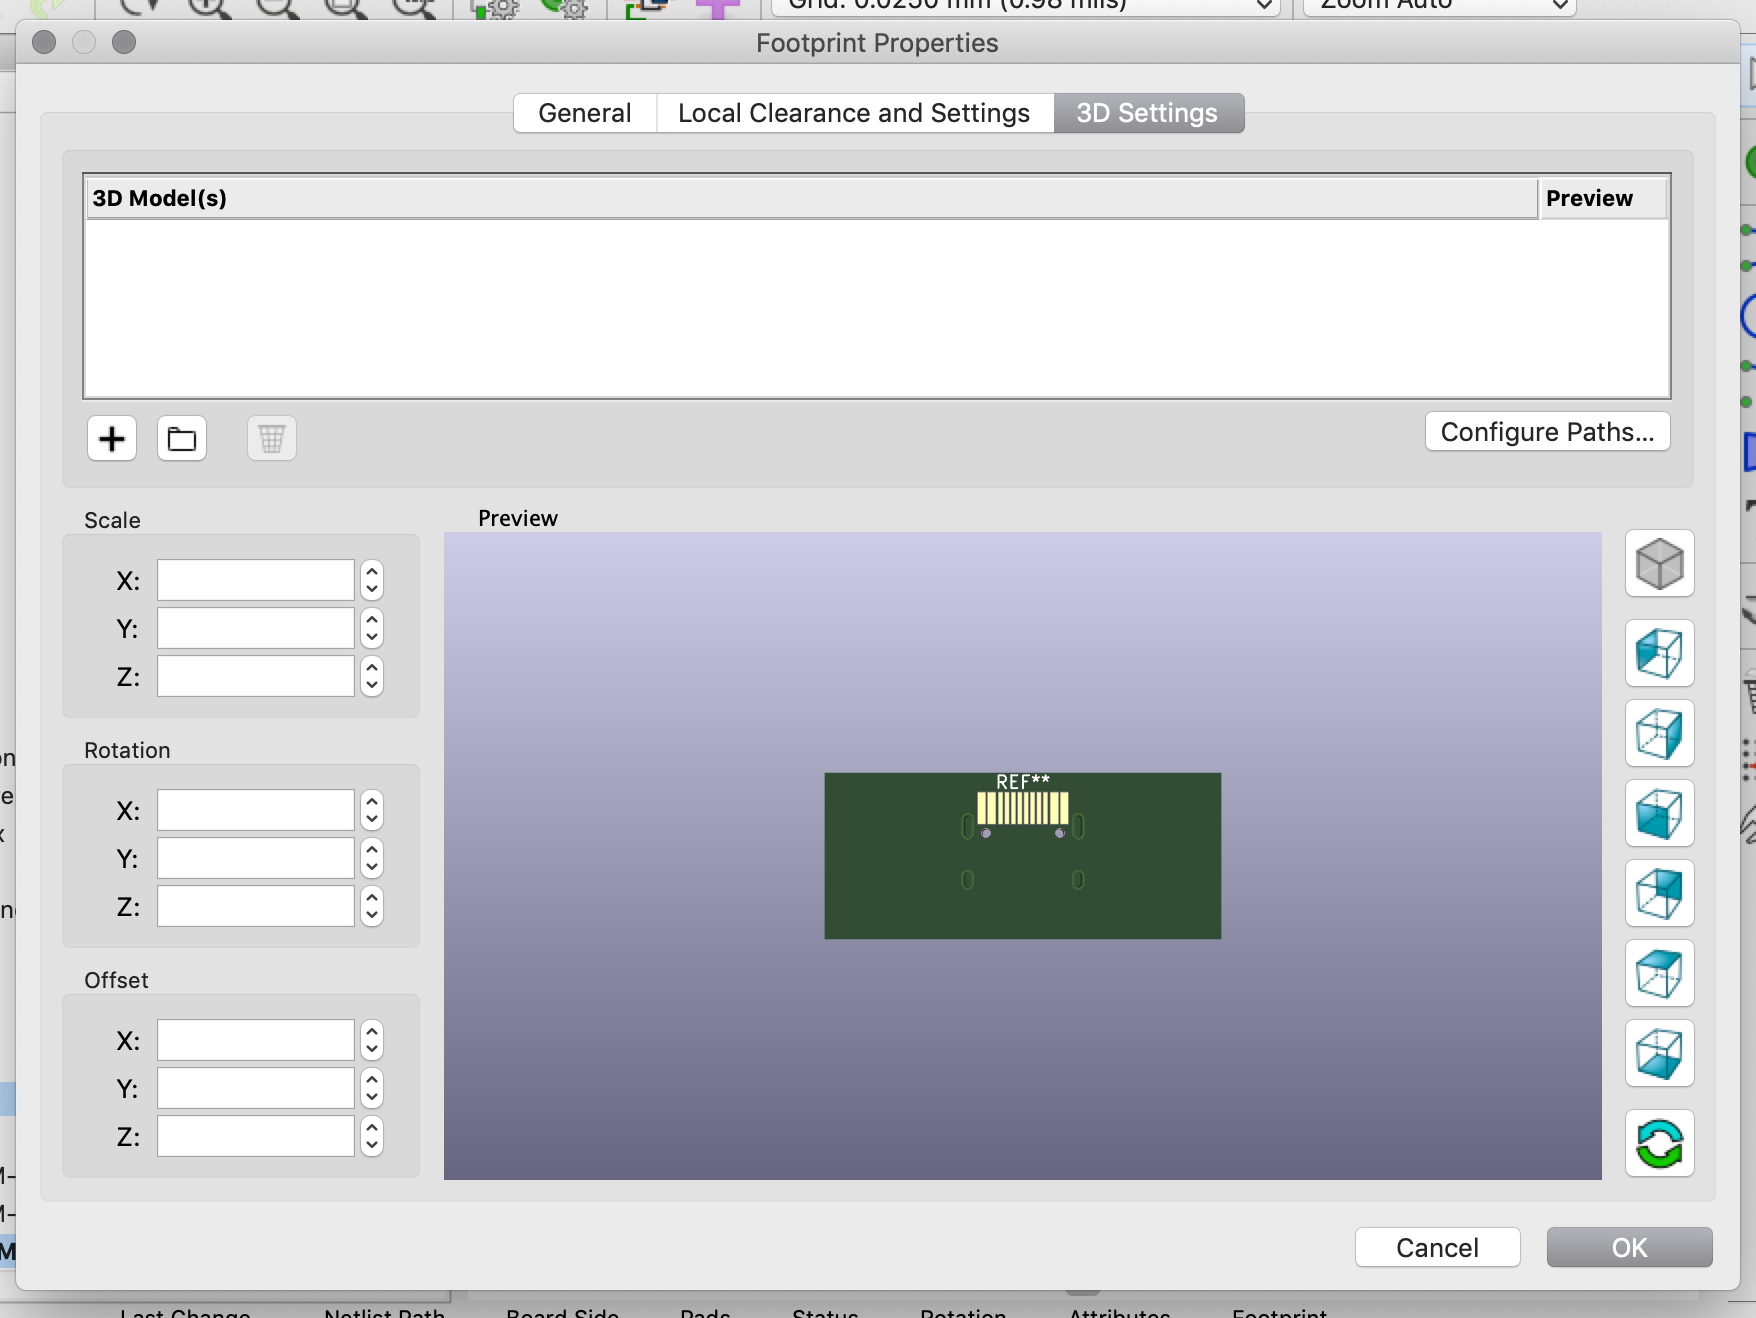 Grid: 0.0250 mm (0.98 mils)
Zoom Auto
Footprint Properties
General
Local Clearance and Settings
3D Settings
3D Model(s)
Preview
Configure Paths...
Scale
X:
Y:
Z:
Rotation
X:
Y:
Z:
Offset
X:
Y:
Z:
Preview
REF**
Cancel
OK
Last Change
Netlist Path
Board Side
Pads
Status
Rotation
Attributes
Footprint